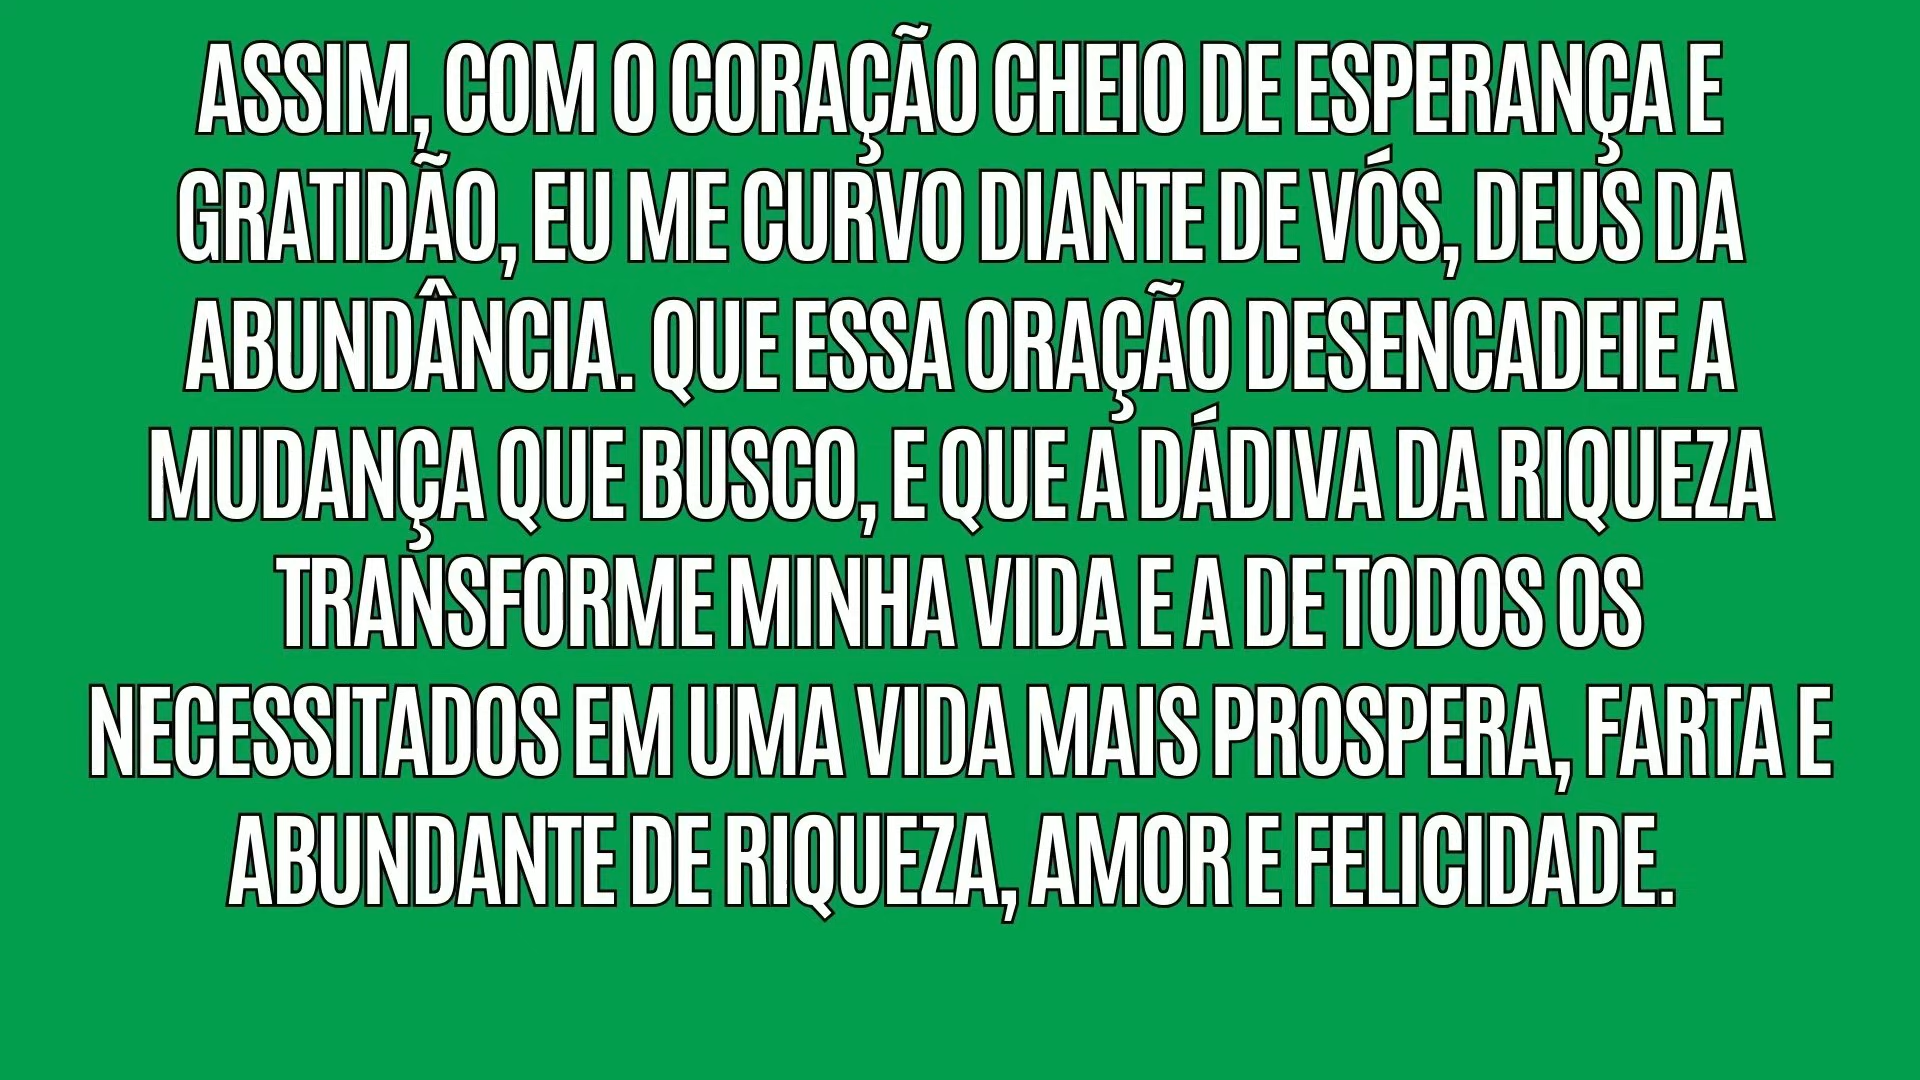 ASSIM, COM O CORAÇÃO CHEIO DE ESPERANÇA E
GRATIDÃO, EU ME CURVO DIANTE DE VÓS, DEUS DA
ABUNDÂNCIA. QUE ESSA ORAÇÃO DESENCADEIE A
MUDANÇA QUE BUSCO, E QUE A DÁDIVA DA RIQUEZA
TRANSFORME MINHA VIDA E A DE TODOS OS
NECESSITADOS EM UMA VIDA MAIS PROSPERA, FARTA E
ABUNDANTE DE RIQUEZA, AMOR E FELICIDADE.